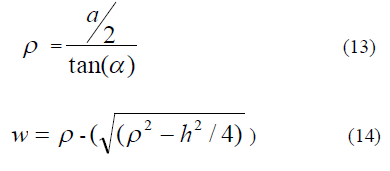 ρ = a/2 / tan(α) (13)
w = ρ - (√(ρ² − h² / 4) ) (14)